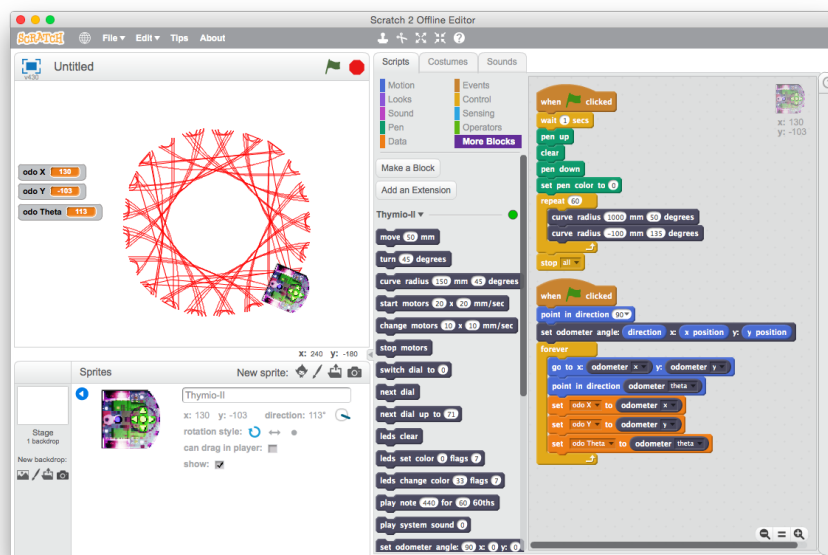 Scratch 2 Offline Editor
SCRATCH File▾ Edit▾ Tips About
v430 Untitled
odo X 130
odo Y -103
odo Theta 113
x: 240 y: -180
Sprites New sprite:
Stage
1 backdrop
New backdrop:
Thymio-II
x: 130 y: -103 direction: 113°
rotation style:
can drag in player:
show:
Scripts Costumes Sounds
Motion Events
Looks Control
Sound Sensing
Pen Operators
Data More Blocks
Make a Block
Add an Extension
Thymio-II▾
move 50 mm
turn 45 degrees
curve radius 150 mm 45 degrees
start motors 20 x 20 mm/sec
change motors 10 x 10 mm/sec
stop motors
switch dial to 0
next dial
next dial up to 71
leds clear
leds set color 0 flags 7
leds change color 33 flags 7
play note 440 for 60 60ths
play system sound 0
set odometer angle: 90 x: 0 y: 0
when clicked
wait 1 secs
pen up
clear
pen down
set pen color to 0
repeat 60
curve radius 1000 mm 50 degrees
curve radius -100 mm 135 degrees
stop all▾
when clicked
point in direction 90▾
set odometer angle: direction x: x position y: y position
forever
go to x: odometer x▾ y: odometer y▾
point in direction odometer theta▾
set odo X▾ to odometer x▾
set odo Y▾ to odometer y▾
set odo Theta▾ to odometer theta▾
x: 130
y: -103